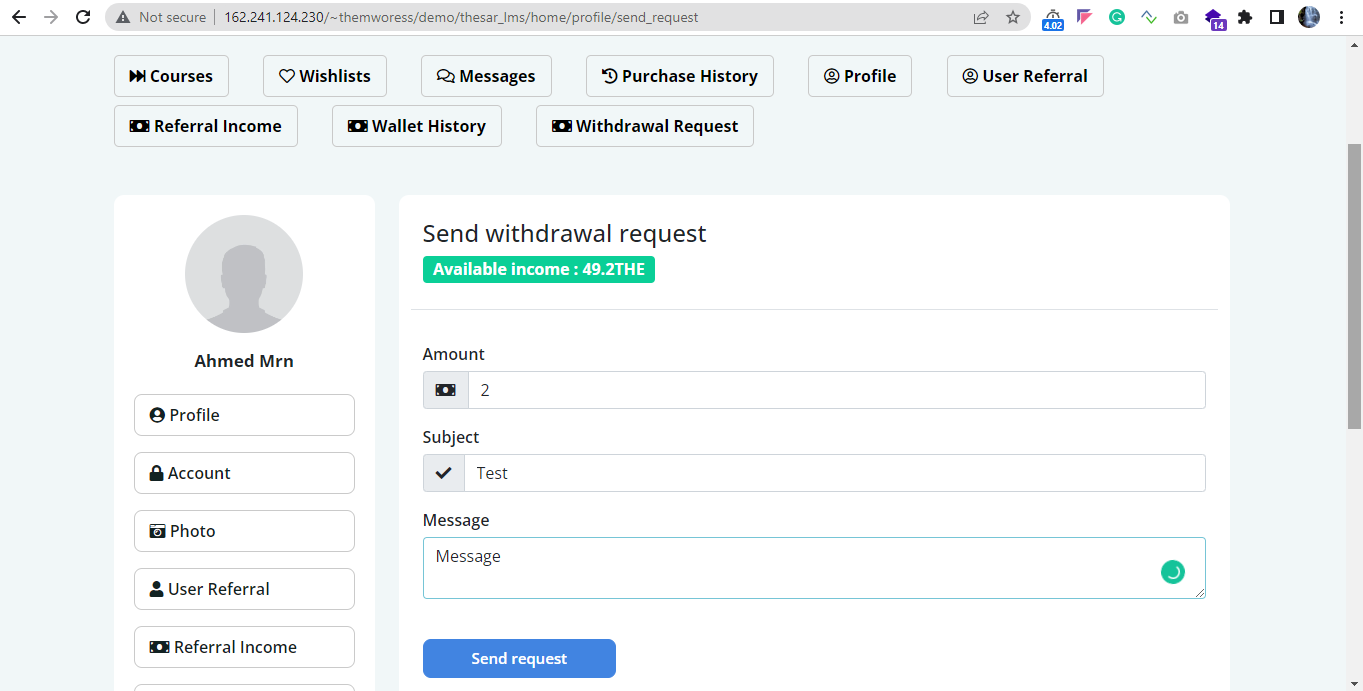 Not secure | 162.241.124.230/~themworess/demo/thesar_lms/home/profile/send_request
4.02
14
Courses Wishlists Messages Purchase History Profile User Referral
Referral Income Wallet History Withdrawal Request
Ahmed Mrn
Profile
Account
Photo
User Referral
Referral Income
Send withdrawal request
Available income : 49.2THE
Amount
2
Subject
Test
Message
Message
Send request